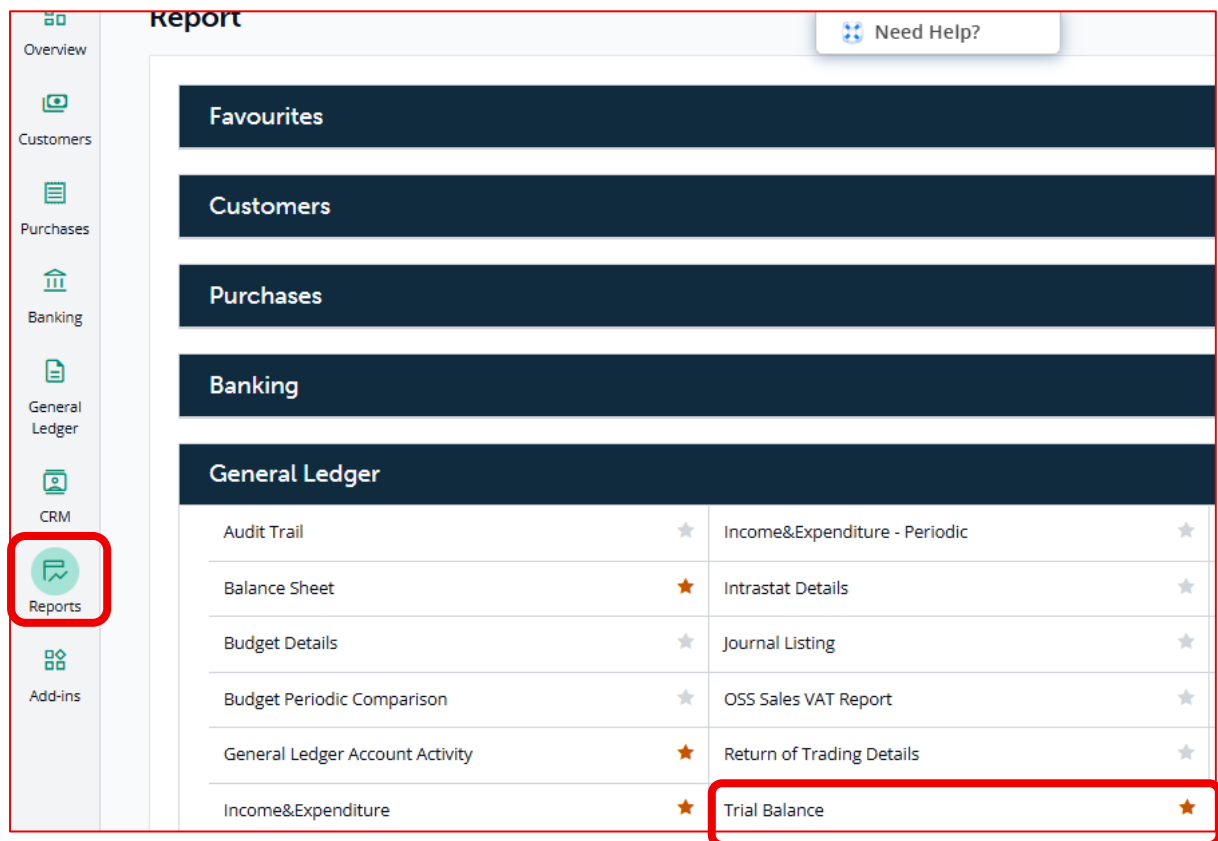 Report
Need Help?
Overview
Customers
Purchases
Banking
General
Ledger
CRM
Reports
Add-ins
Favourites
Customers
Purchases
Banking
General Ledger
Audit Trail
Income&Expenditure - Periodic
Balance Sheet
Intrastat Details
Budget Details
Journal Listing
Budget Periodic Comparison
OSS Sales VAT Report
General Ledger Account Activity
Return of Trading Details
Income&Expenditure
Trial Balance